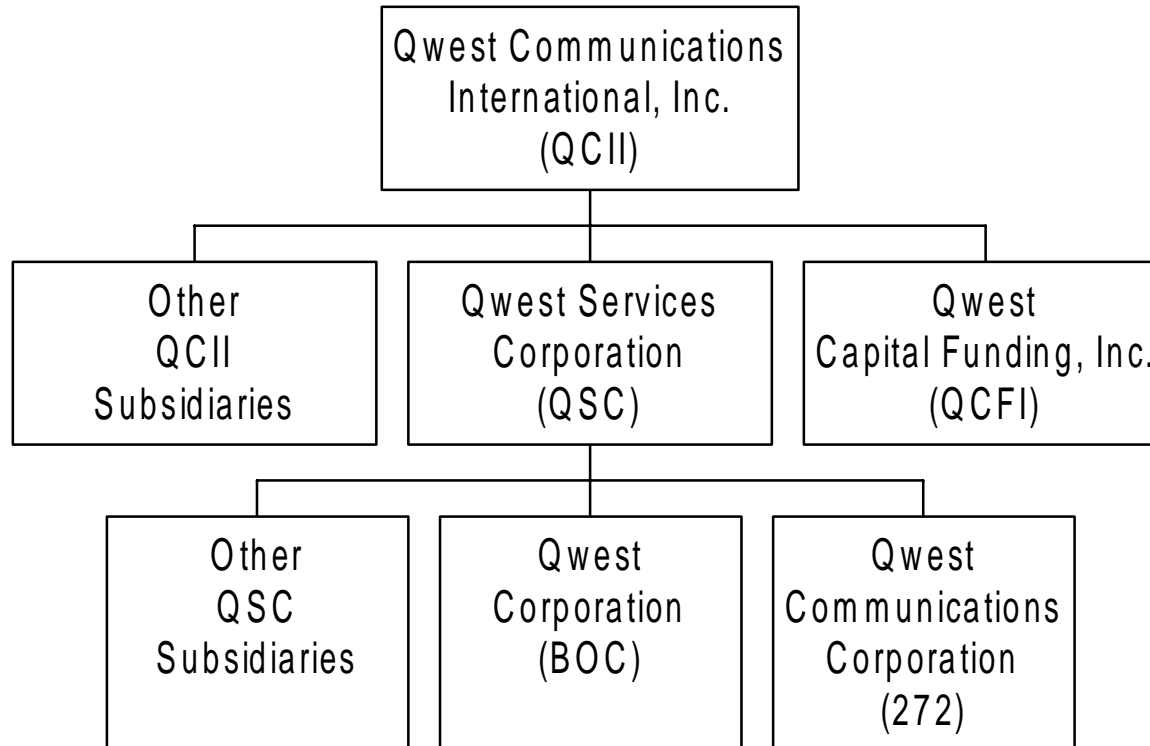 Qwest Communications
International, Inc.
(QCII)
Other
QCII
Subsidiaries
Qwest Services
Corporation
(QSC)
Qwest
Capital Funding, Inc.
(QCFI)
Other
QSC
Subsidiaries
Qwest
Corporation
(BOC)
Qwest
Communications
Corporation
(272)